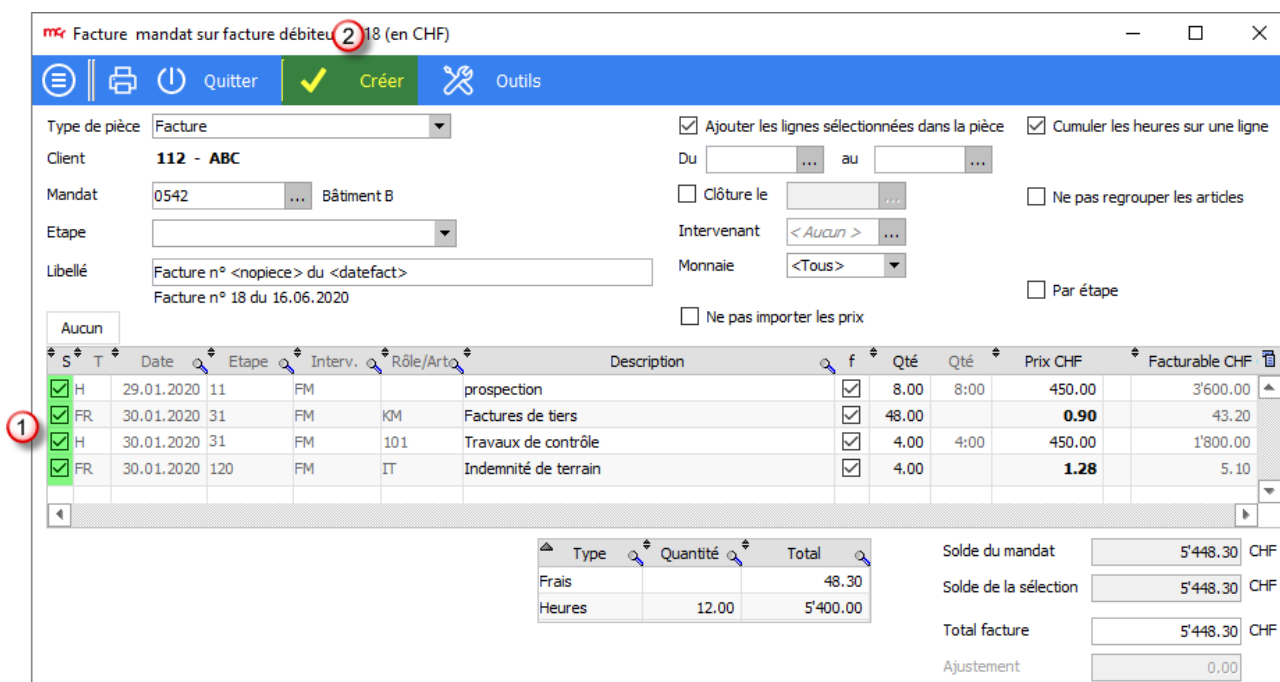 mcr Facture mandat sur facture débiteu 18 (en CHF)
2
Quitter Créer Outils
Type de pièce Facture
Ajouter les lignes sélectionnées dans la pièce Cumuler les heures sur une ligne
Client 112 - ABC
Du ... au ...
Mandat 0542 ... Bâtiment B
Clôture le ... Ne pas regrouper les articles
Etape
Intervenant < Aucun > ...
Libellé Facture n° <nopiece> du <datefact>
Monnaie <Tous>
Facture n° 18 du 16.06.2020
Par étape
Ne pas importer les prix
Aucun
S T Date Etape Interv. Rôle/Arto Description f Qté Qté Prix CHF Facturable CHF
H 29.01.2020 11 FM prospection 8.00 8:00 450.00 3'600.00
1
FR 30.01.2020 31 FM KM Factures de tiers 48.00 0.90 43.20
H 30.01.2020 31 FM 101 Travaux de contrôle 4.00 4:00 450.00 1'800.00
FR 30.01.2020 120 FM IT Indemnité de terrain 4.00 1.28 5.10
Type Quantité Total
Frais 48.30
Heures 12.00 5'400.00
Solde du mandat 5'448.30 CHF
Solde de la sélection 5'448.30 CHF
Total facture 5'448.30 CHF
Ajustement 0.00